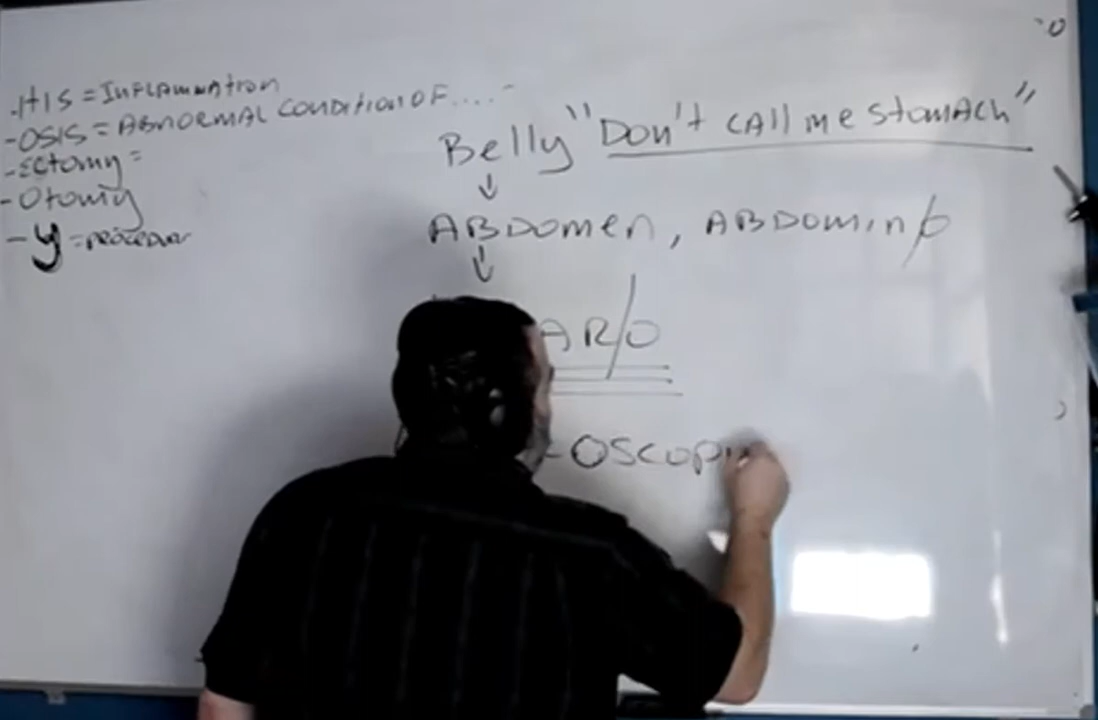 -itis = Inflammation
-osis = Abnormal Condition of....
-Ectomy =
-Otomy
-y = procedure
Belly "Don't call me stomach"
↓
Abdomen, Abdomin/o
↓
AR/O
oscop